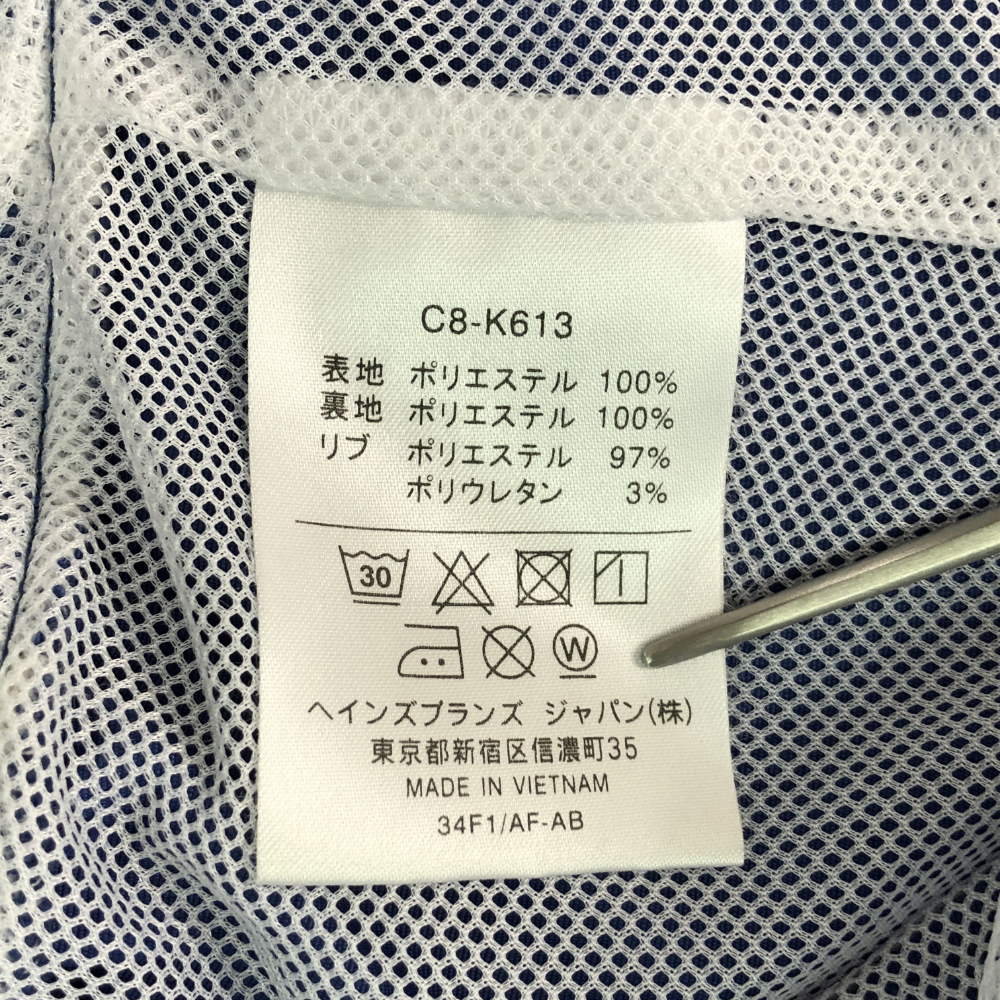 C8-K613
表地 ポリエステル 100%
裏地 ポリエステル 100%
リブ ポリエステル 97%
ポリウレタン 3%
30
W
ヘインズブランズ ジャパン(株)
東京都新宿区信濃町35
MADE IN VIETNAM
34F1/AF-AB